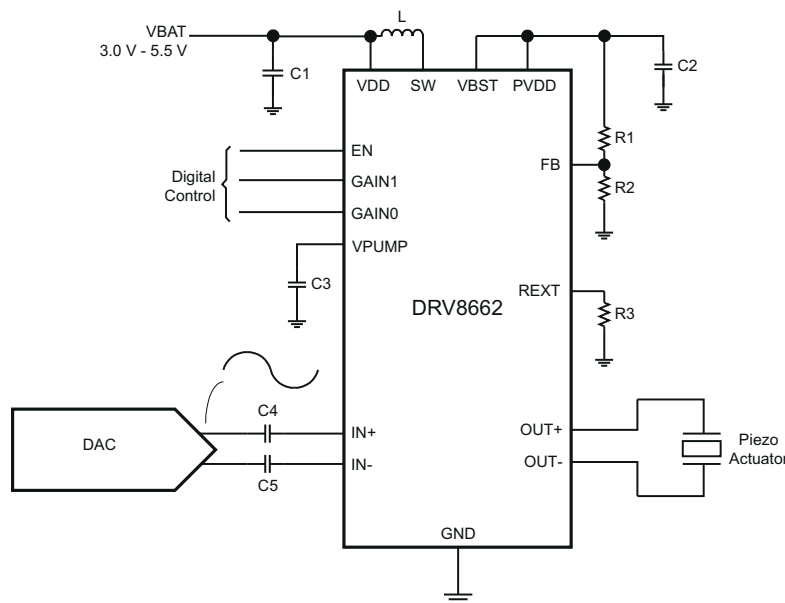 L
VBAT
3.0 V - 5.5 V
C1
C2
VDD
SW
VBST
PVDD
R1
EN
FB
Digital
Control
GAIN1
R2
GAIN0
VPUMP
C3
REXT
DRV8662
R3
C4
DAC
IN+
OUT+
Piezo
Actuator
IN-
OUT-
C5
GND